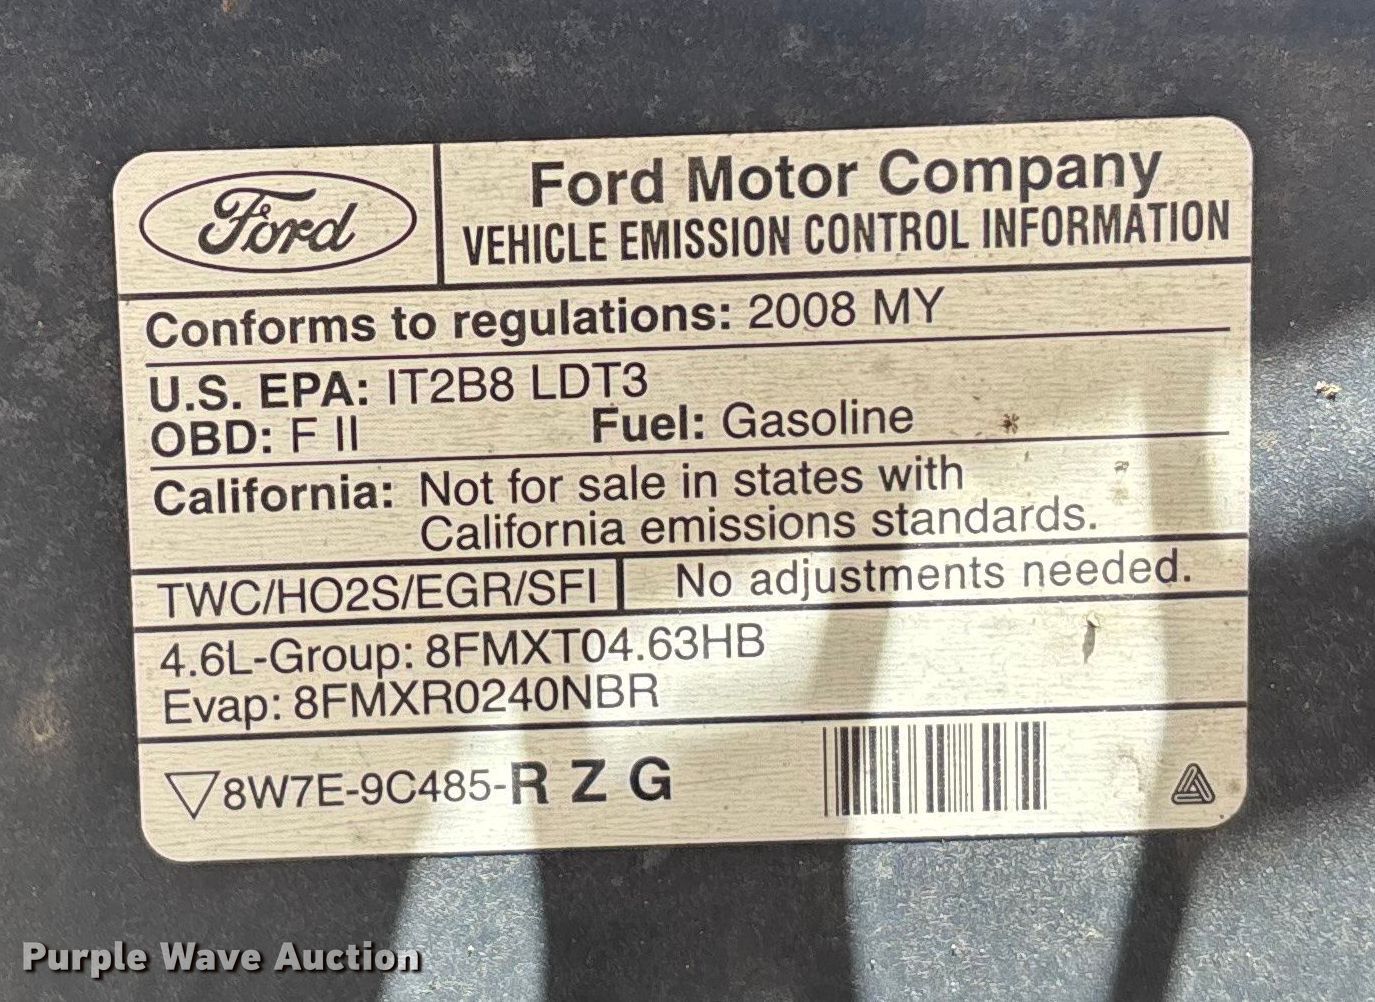 Ford
Ford Motor Company
VEHICLE EMISSION CONTROL INFORMATION
Conforms to regulations: 2008 MY
U.S. EPA: IT2B8 LDT3
OBD: F II Fuel: Gasoline
California: Not for sale in states with
California emissions standards.
TWC/HO2S/EGR/SFI No adjustments needed.
4.6L-Group: 8FMXT04.63HB
Evap: 8FMXR0240NBR
8W7E-9C485-R Z G
Purple Wave Auction